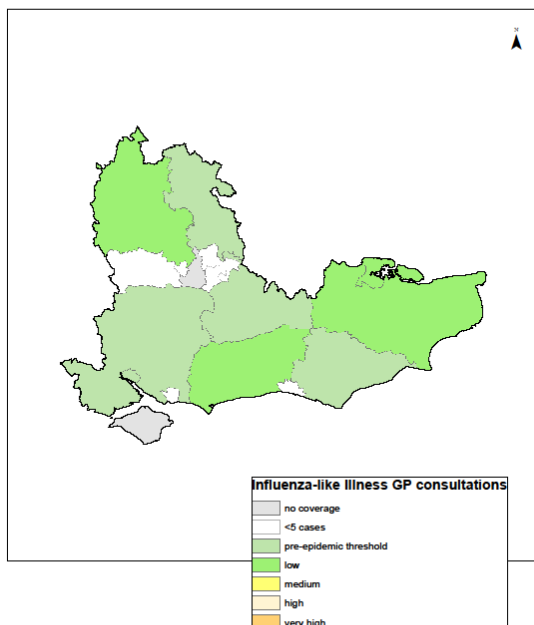 N
Influenza-like Illness GP consultations
no coverage
<5 cases
pre-epidemic threshold
low
medium
high
very high